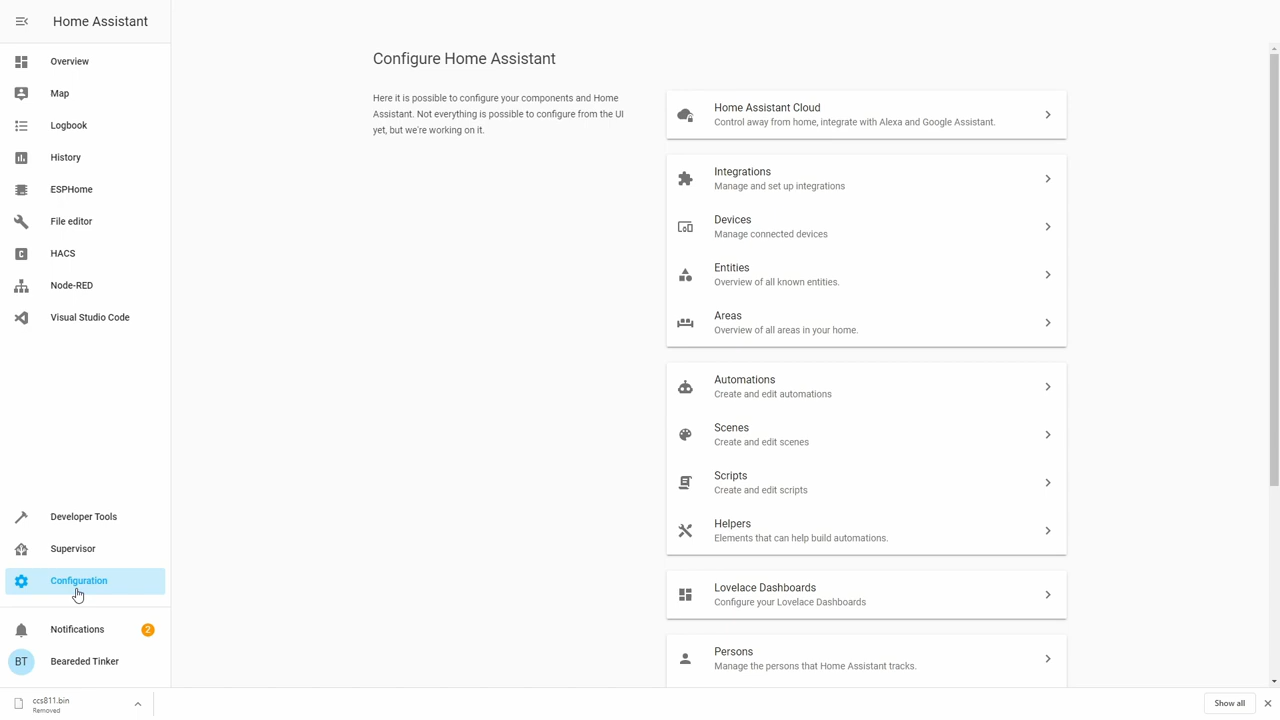 Home Assistant
Overview
Map
Logbook
History
ESPHome
File editor
HACS
Node-RED
Visual Studio Code
Developer Tools
Supervisor
Configuration
Notifications
2
BT
Bearded Tinker
Configure Home Assistant
Here it is possible to configure your components and Home
Assistant. Not everything is possible to configure from the UI
yet, but we're working on it.
Home Assistant Cloud
Control away from home, integrate with Alexa and Google Assistant.
Integrations
Manage and set up integrations
Devices
Manage connected devices
Entities
Overview of all known entities.
Areas
Overview of all areas in your home.
Automations
Create and edit automations
Scenes
Create and edit scenes
Scripts
Create and edit scripts
Helpers
Elements that can help build automations.
Lovelace Dashboards
Configure your Lovelace Dashboards
Persons
Manage the persons that Home Assistant tracks.
ccs811.bin
Removed
Show all